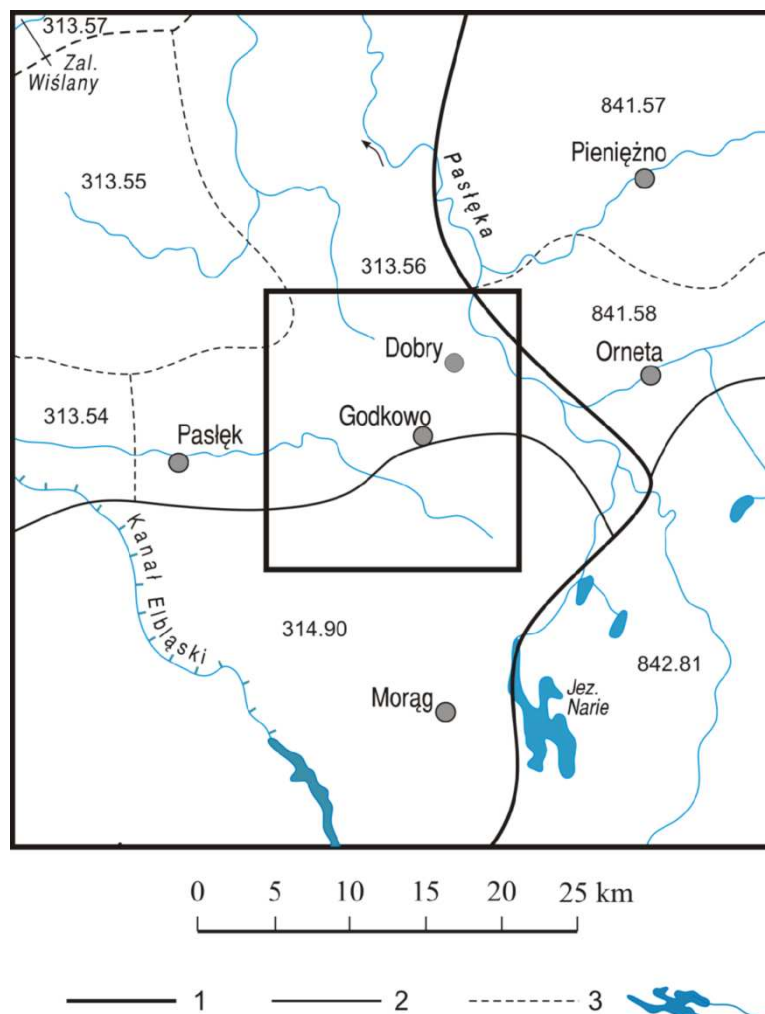 313.57
Zal.
Wiślany
841.57
Pieniężno
Pasłęka
313.55
313.56
841.58
Dobry
Orneta
313.54
Godkowo
Pasłęk
Kanał Elbląski
314.90
842.81
Morąg
Jez.
Narie
0 5 10 15 20 25 km
1 2 3